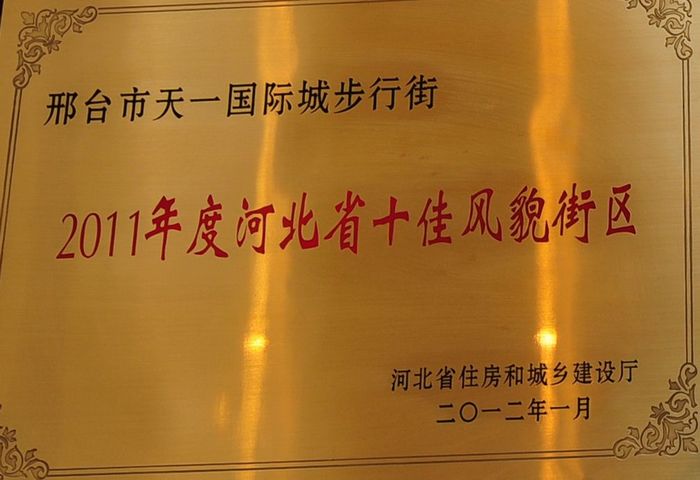 邢台市天一国际城步行街
2011年度河北省十佳风貌街区
河北省住房和城乡建设厅
二〇一二年一月